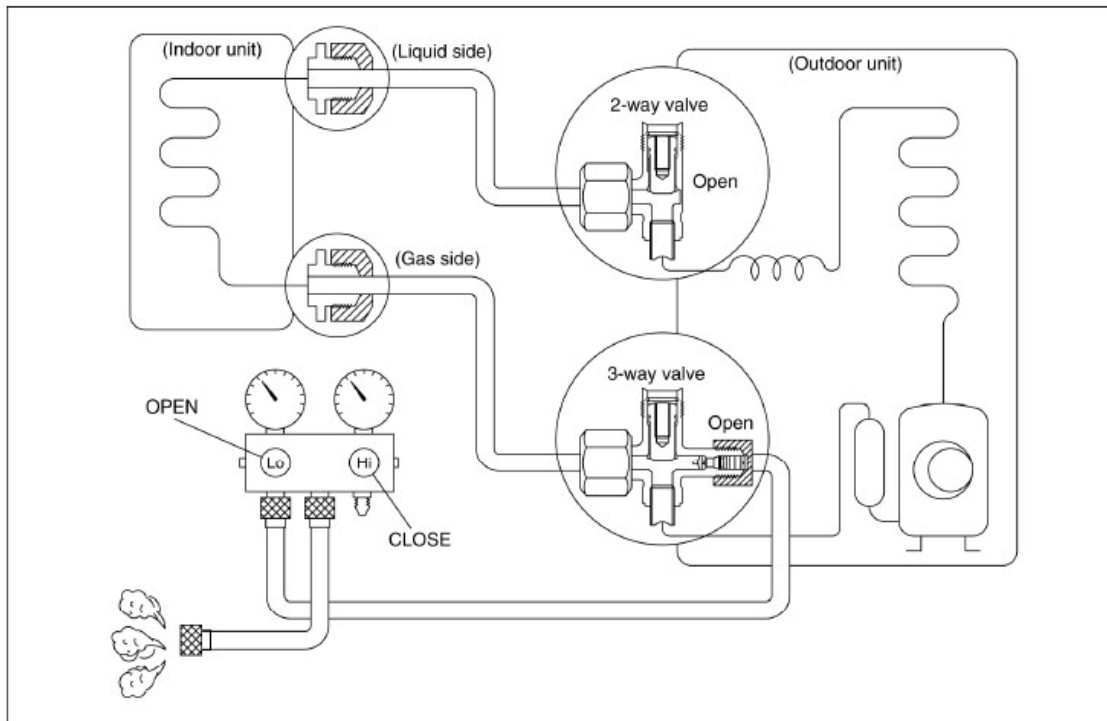 (Indoor unit)
(Liquid side)
(Outdoor unit)
2-way valve
Open
(Gas side)
3-way valve
Open
OPEN
Lo
Hi
CLOSE